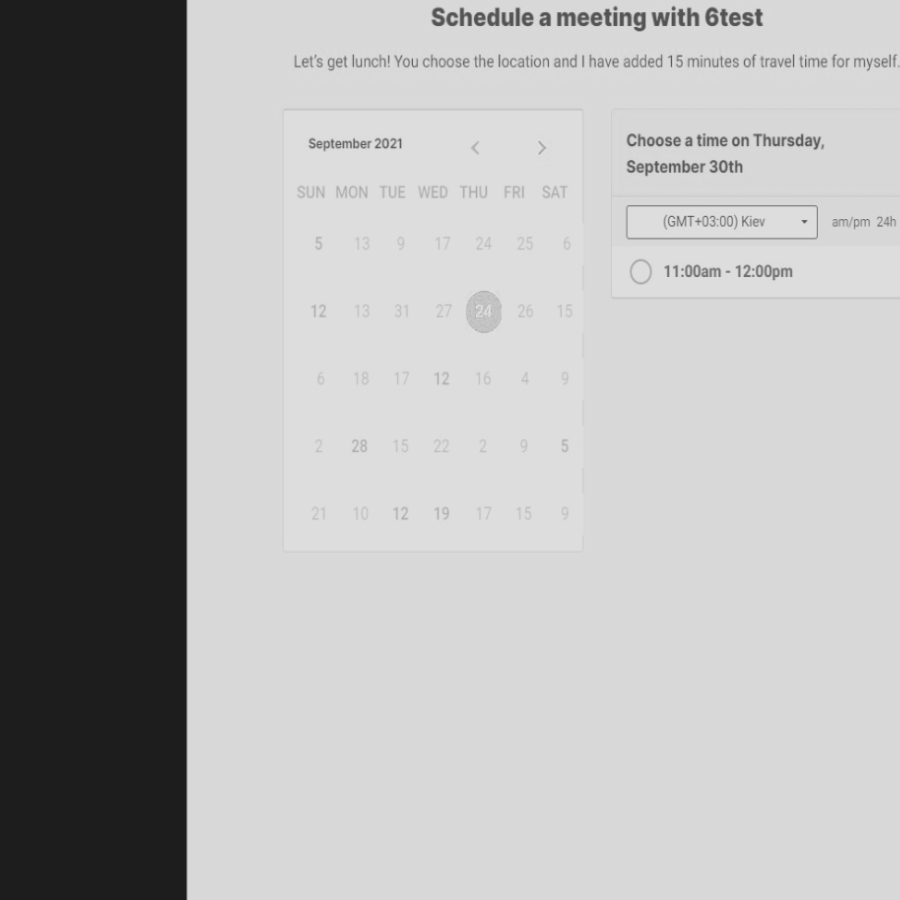 Schedule a meeting with 6test
Let's get lunch! You choose the location and I have added 15 minutes of travel time for myself.
September 2021
SUN MON TUE WED THU FRI SAT
5 13 9 17 24 25 6
12 13 31 27 24 26 15
6 18 17 12 16 4 9
2 28 15 22 2 9 5
21 10 12 19 17 15 9
Choose a time on Thursday,
September 30th
(GMT+03:00) Kiev am/pm 24h
11:00am - 12:00pm